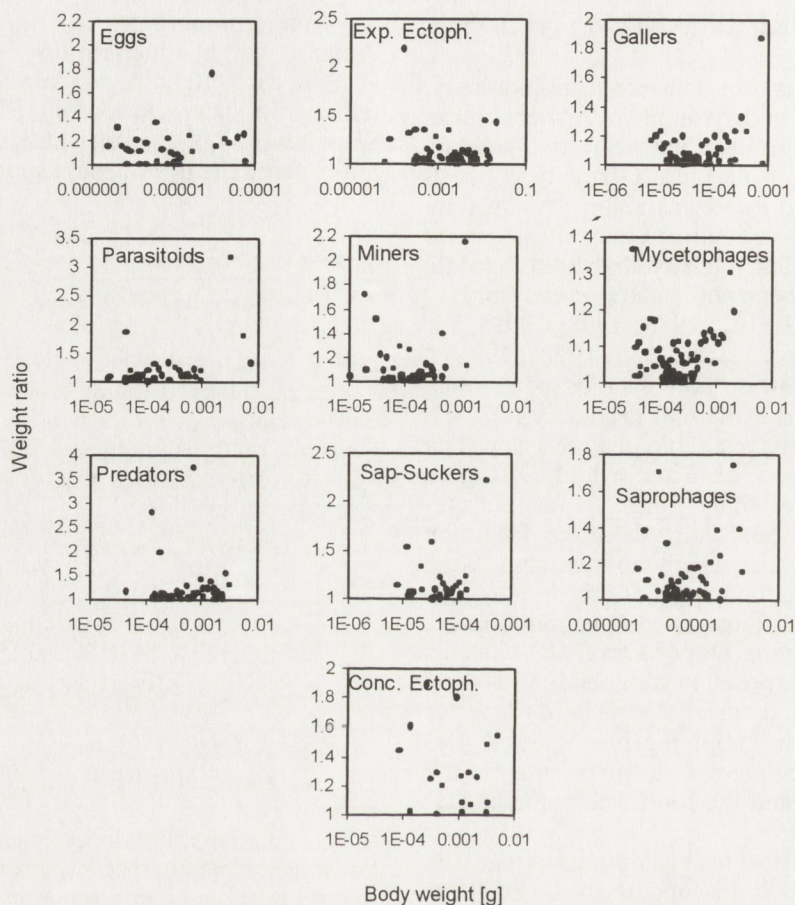 Eggs
2.2
2
1.8
1.6
1.4
1.2
1
0.000001
0.00001
0.0001
Exp. Ectoph.
2.5
2
1.5
1
0.00001
0.001
0.1
Gallers
2
1.8
1.6
1.4
1.2
1
1E-06
1E-05
1E-04
0.001
Parasitoids
3.5
3
2.5
2
1.5
1
1E-05
1E-04
0.001
0.01
Miners
2.2
2
1.8
1.6
1.4
1.2
1
1E-05
1E-04
0.001
0.01
Mycetophages
1.4
1.3
1.2
1.1
1
1E-05
1E-04
0.001
0.01
Weight ratio
Predators
4
3.5
3
2.5
2
1.5
1
1E-05
1E-04
0.001
0.01
Sap-Suckers
2.5
2
1.5
1
1E-06
1E-05
1E-04
0.001
Saprophages
1.8
1.6
1.4
1.2
1
0.000001
0.0001
0.01
Conc. Ectoph.
2
1.8
1.6
1.4
1.2
1
1E-05
1E-04
0.001
0.01
Body weight [g]